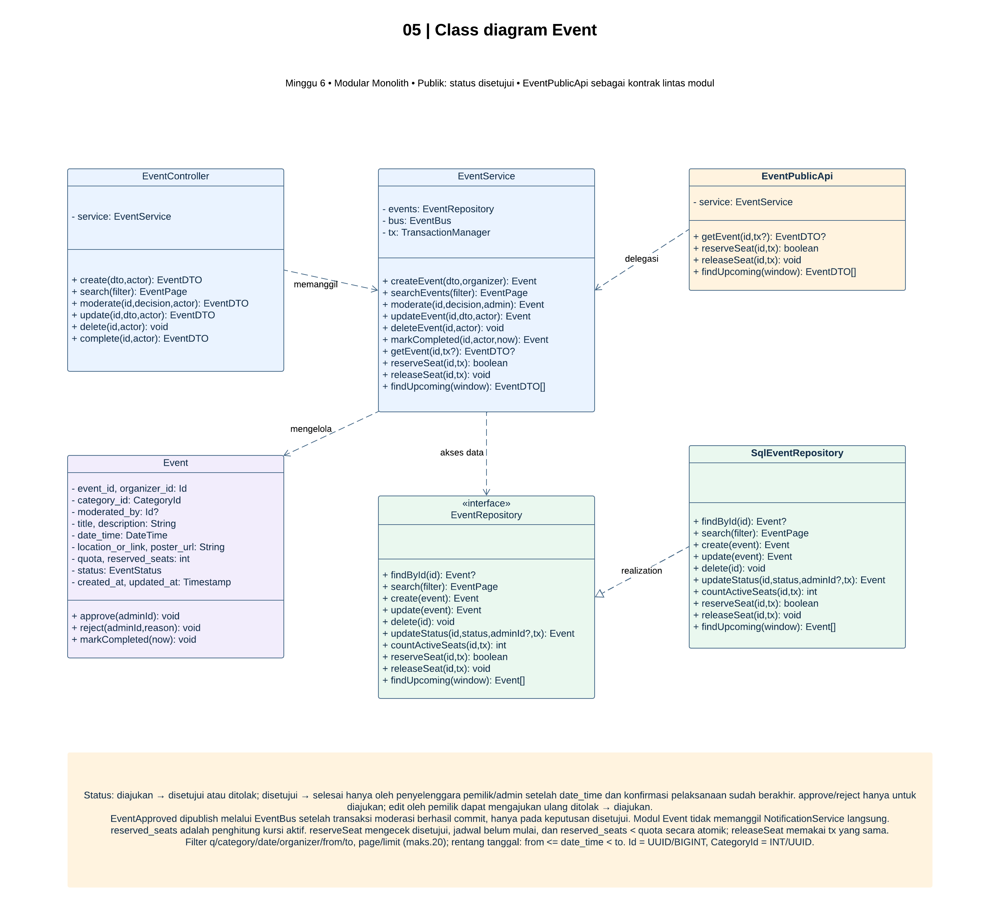 05 | Class diagram Event
Minggu 6 • Modular Monolith • Publik: status disetujui • EventPublicApi sebagai kontrak lintas modul
EventController
- service: EventService
+ create(dto,actor): EventDTO
+ search(filter): EventPage
+ moderate(id,decision,actor): EventDTO
+ update(id,dto,actor): EventDTO
+ delete(id,actor): void
+ complete(id,actor): EventDTO
memanggil
EventService
- events: EventRepository
- bus: EventBus
- tx: TransactionManager
+ createEvent(dto,organizer): Event
+ searchEvents(filter): EventPage
+ moderate(id,decision,admin): Event
+ updateEvent(id,dto,actor): Event
+ deleteEvent(id,actor): void
+ markCompleted(id,actor,now): Event
+ getEvent(id,tx?): EventDTO?
+ reserveSeat(id,tx): boolean
+ releaseSeat(id,tx): void
+ findUpcoming(window): EventDTO[]
delegasi
EventPublicApi
- service: EventService
+ getEvent(id,tx?): EventDTO?
+ reserveSeat(id,tx): boolean
+ releaseSeat(id,tx): void
+ findUpcoming(window): EventDTO[]
mengelola
akses data
Event
- event_id, organizer_id: Id
- category_id: CategoryId
- moderated_by: Id?
- title, description: String
- date_time: DateTime
- location_or_link, poster_url: String
- quota, reserved_seats: int
- status: EventStatus
- created_at, updated_at: Timestamp
+ approve(adminId): void
+ reject(adminId,reason): void
+ markCompleted(now): void
«interface»
EventRepository
+ findById(id): Event?
+ search(filter): EventPage
+ create(event): Event
+ update(event): Event
+ delete(id): void
+ updateStatus(id,status,adminId?,tx): Event
+ countActiveSeats(id,tx): int
+ reserveSeat(id,tx): boolean
+ releaseSeat(id,tx): void
+ findUpcoming(window): Event[]
realization
SqlEventRepository
+ findById(id): Event?
+ search(filter): EventPage
+ create(event): Event
+ update(event): Event
+ delete(id): void
+ updateStatus(id,status,adminId?,tx): Event
+ countActiveSeats(id,tx): int
+ reserveSeat(id,tx): boolean
+ releaseSeat(id,tx): void
+ findUpcoming(window): Event[]
Status: diajukan → disetujui atau ditolak; disetujui → selesai hanya oleh penyelenggara pemilik/admin setelah date_time dan konfirmasi pelaksanaan sudah berakhir. approve/reject hanya untuk
diajukan; edit oleh pemilik dapat mengajukan ulang ditolak → diajukan.
EventApproved dipublish melalui EventBus setelah transaksi moderasi berhasil commit, hanya pada keputusan disetujui. Modul Event tidak memanggil NotificationService langsung.
reserved_seats adalah penghitung kursi aktif. reserveSeat mengecek disetujui, jadwal belum mulai, dan reserved_seats < quota secara atomik; releaseSeat memakai tx yang sama.
Filter q/category/date/organizer/from/to, page/limit (maks.20); rentang tanggal: from <= date_time < to. Id = UUID/BIGINT, CategoryId = INT/UUID.